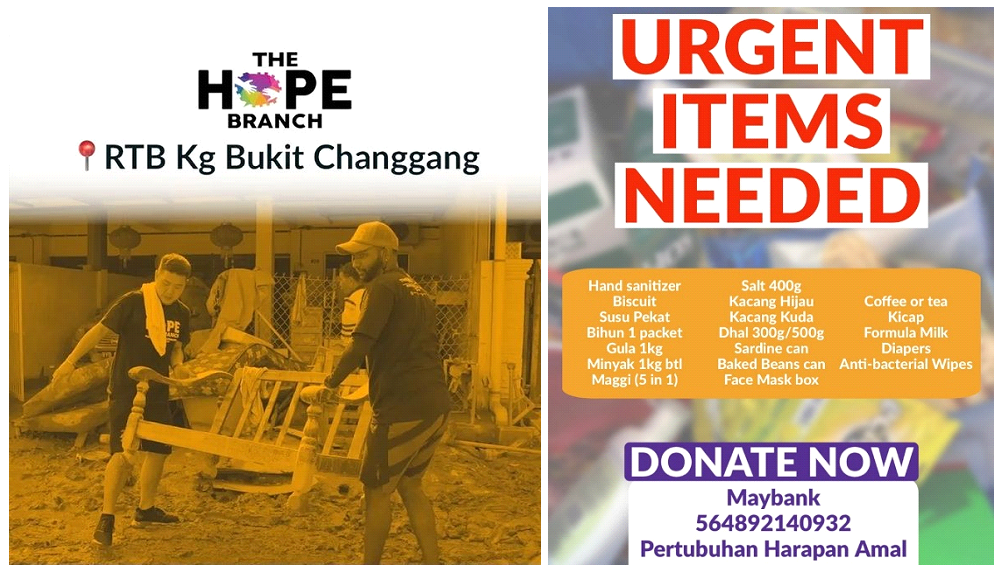 THE
HOPE
BRANCH
RTB Kg Bukit Changgang
URGENT
ITEMS
NEEDED
Hand sanitizer
Biscuit
Susu Pekat
Bihun 1 packet
Gula 1kg
Minyak 1kg btl
Maggi (5 in 1)
Salt 400g
Kacang Hijau
Kacang Kuda
Dhal 300g/500g
Sardine can
Baked Beans can
Face Mask box
Coffee or tea
Kicap
Formula Milk
Diapers
Anti-bacterial Wipes
DONATE NOW
Maybank
564892140932
Pertubuhan Harapan Amal